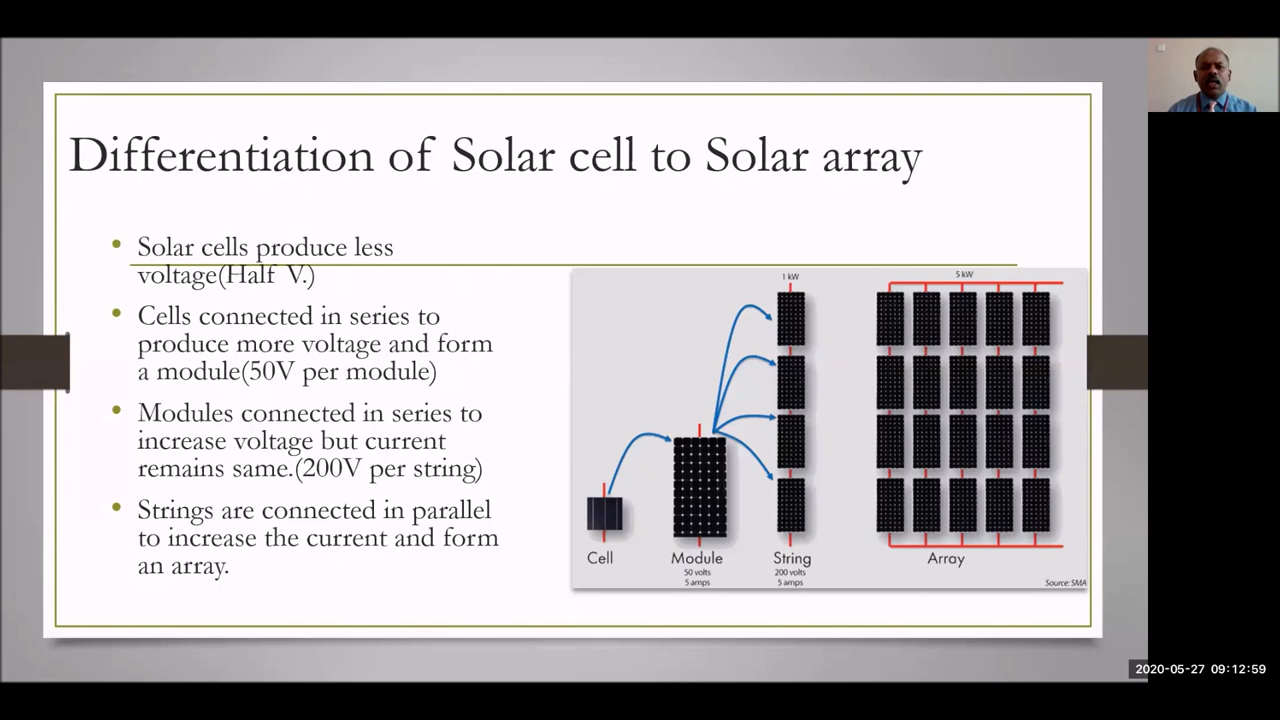 Differentiation of Solar cell to Solar array
• Solar cells produce less
voltage(Half V.)
• Cells connected in series to
produce more voltage and form
a module(50V per module)
• Modules connected in series to
increase voltage but current
remains same.(200V per string)
• Strings are connected in parallel
to increase the current and form
an array.
1 kW
5 kW
Cell
Module
50 volts
5 amps
String
200 volts
5 amps
Array
Source: SMA
2020-05-27 09:12:59